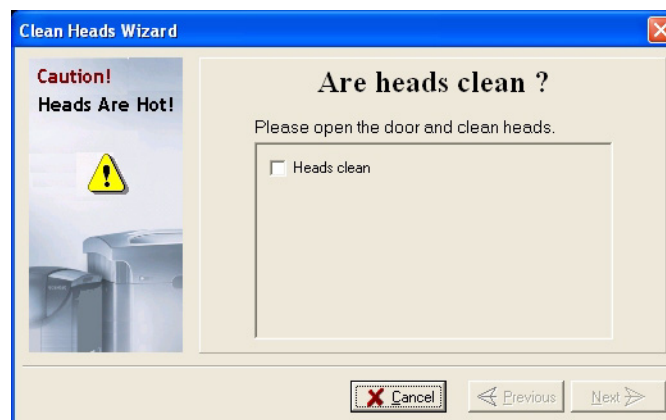 Clean Heads Wizard
Caution!
Heads Are Hot!
Are heads clean ?
Please open the door and clean heads.
Heads clean
Cancel
Previous
Next